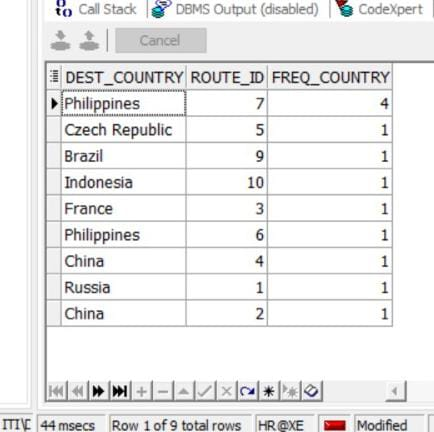 Call Stack DBMS Output (disabled) CodeXpert
Cancel
DEST_COUNTRY ROUTE_ID FREQ_COUNTRY
Philippines 7 4
Czech Republic 5 1
Brazil 9 1
Indonesia 10 1
France 3 1
Philippines 6 1
China 4 1
Russia 1 1
China 2 1
44 msecs Row 1 of 9 total rows HR@XE Modified